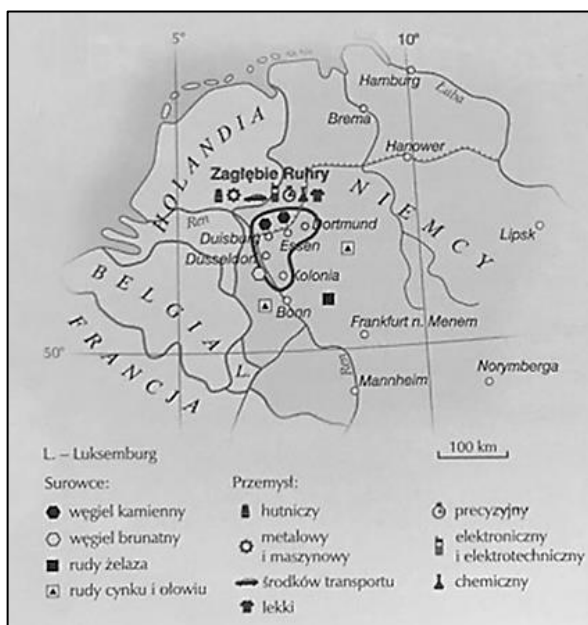 5°
10°
Hamburg
Łaba
Brema
HOLANDIA
Hanower
Zagłębie Ruhry
NIEMCY
Ren
Dortmund
Lipsk
Duisburg
Essen
Düsseldorf
BELGIA
Kolonia
Bonn
Frankfurt n. Menem
FRANCJA
50°
L.
Ren
Mannheim
Norymberga
L. – Luksemburg
100 km
Surowce:
węgiel kamienny
węgiel brunatny
rudy żelaza
rudy cynku i ołowiu
Przemysł:
hutniczy
metalowy
i maszynowy
środków transportu
lekki
precyzyjny
elektroniczny
i elektrotechniczny
chemiczny